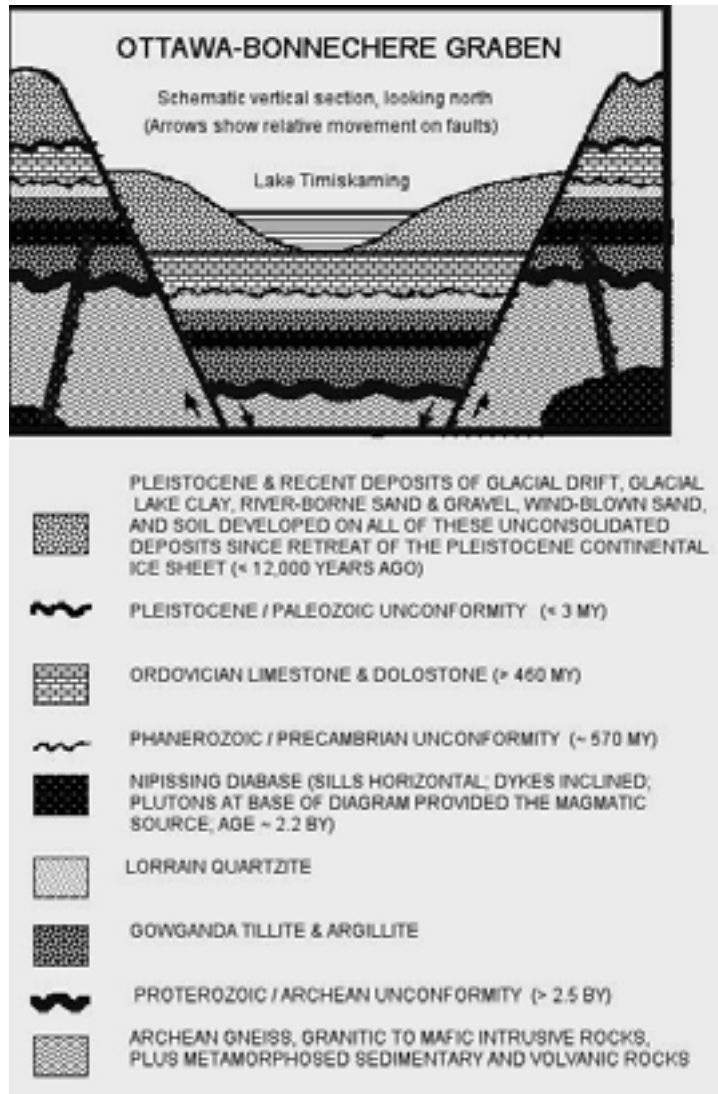 OTTAWA-BONNECHERE GRABEN
Schematic vertical section, looking north
(Arrows show relative movement on faults)
Lake Timiskaming
PLEISTOCENE & RECENT DEPOSITS OF GLACIAL DRIFT, GLACIAL
LAKE CLAY, RIVER-BORNE SAND & GRAVEL, WIND-BLOWN SAND,
AND SOIL DEVELOPED ON ALL OF THESE UNCONSOLIDATED
DEPOSITS SINCE RETREAT OF THE PLEISTOCENE CONTINENTAL
ICE SHEET (< 12,000 YEARS AGO)
PLEISTOCENE / PALEOZOIC UNCONFORMITY (< 3 MY)
ORDOVICIAN LIMESTONE & DOLOSTONE (> 460 MY)
PHANEROZOIC / PRECAMBRIAN UNCONFORMITY (~ 570 MY)
NIPISSING DIABASE (SILLS HORIZONTAL; DYKES INCLINED;
PLUTONS AT BASE OF DIAGRAM PROVIDED THE MAGMATIC
SOURCE; AGE ~ 2.2 BY)
LORRAIN QUARTZITE
GOWGANDA TILLITE & ARGILLITE
PROTEROZOIC / ARCHEAN UNCONFORMITY (> 2.5 BY)
ARCHEAN GNEISS, GRANITIC TO MAFIC INTRUSIVE ROCKS,
PLUS METAMORPHOSED SEDIMENTARY AND VOLVANIC ROCKS